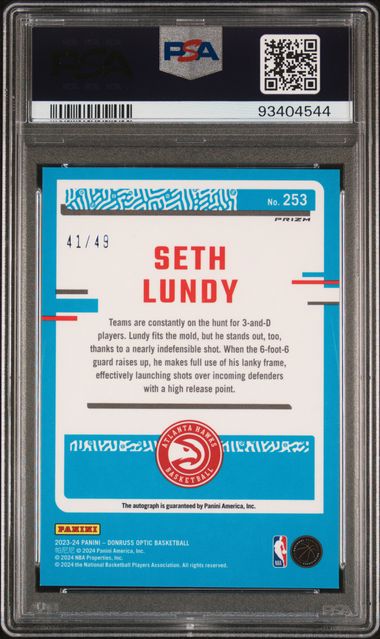 PSA
93404544
No. 253
PRIZM
41/49
SETH
LUNDY
Teams are constantly on the hunt for 3-and-D
players. Lundy fits the mold, but he stands out, too,
thanks to a nearly indefensible shot. When the 6-foot-6
guard raises up, he makes full use of his lanky frame,
effectively launching shots over incoming defenders
with a high release point.
ATLANTA HAWKS
BASKETBALL
The autograph is guaranteed by Panini America, Inc.
PANINI
2023-24 PANINI – DONRUSS OPTIC BASKETBALL
帕尼尼 © 2024 Panini America, Inc.
© 2024 NBA Properties, Inc.
© 2024 the National Basketball Players Association. All rights reserved.
NBA